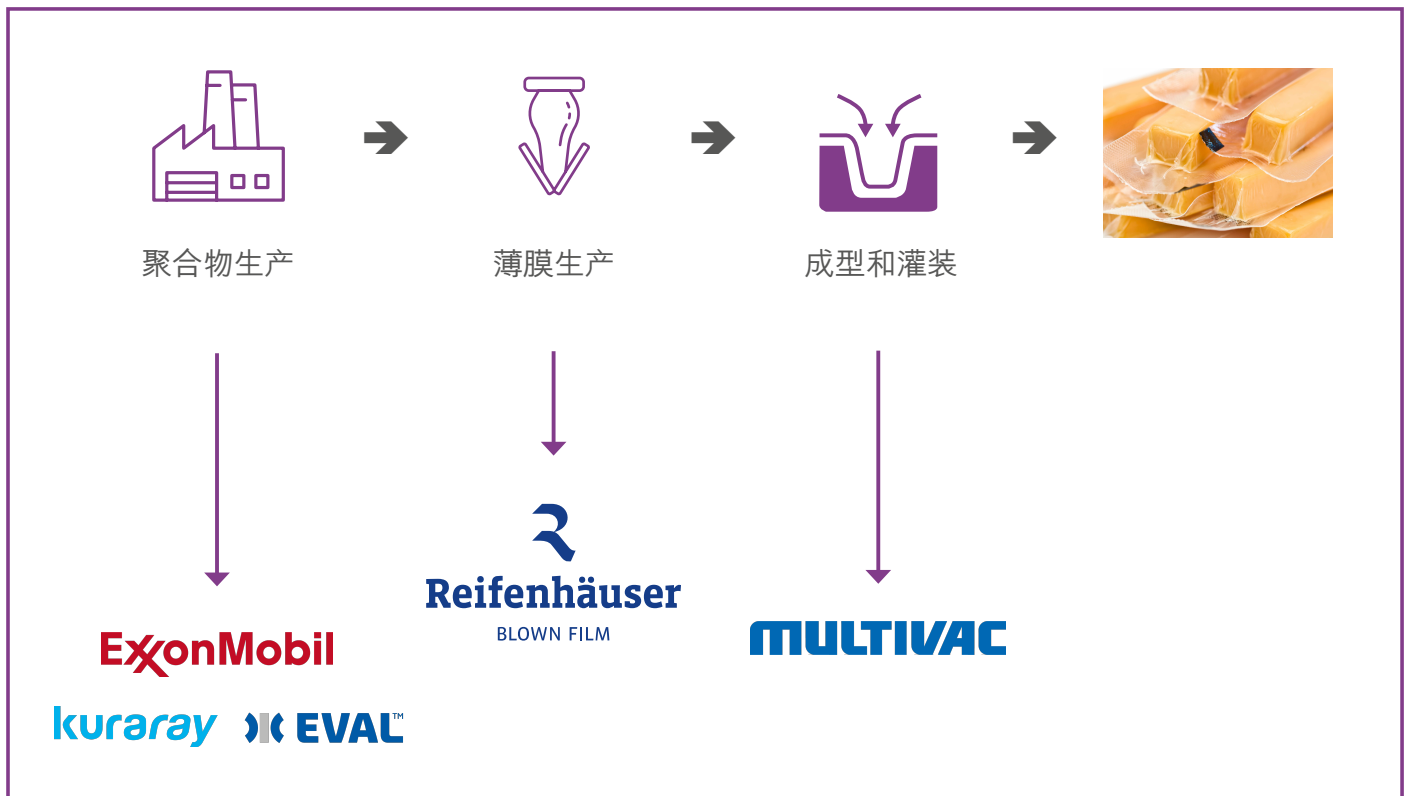 聚合物生产
薄膜生产
成型和灌装
Reifenhäuser
BLOWN FILM
ExxonMobil
MULTIVAC
kuraray
EVAL™